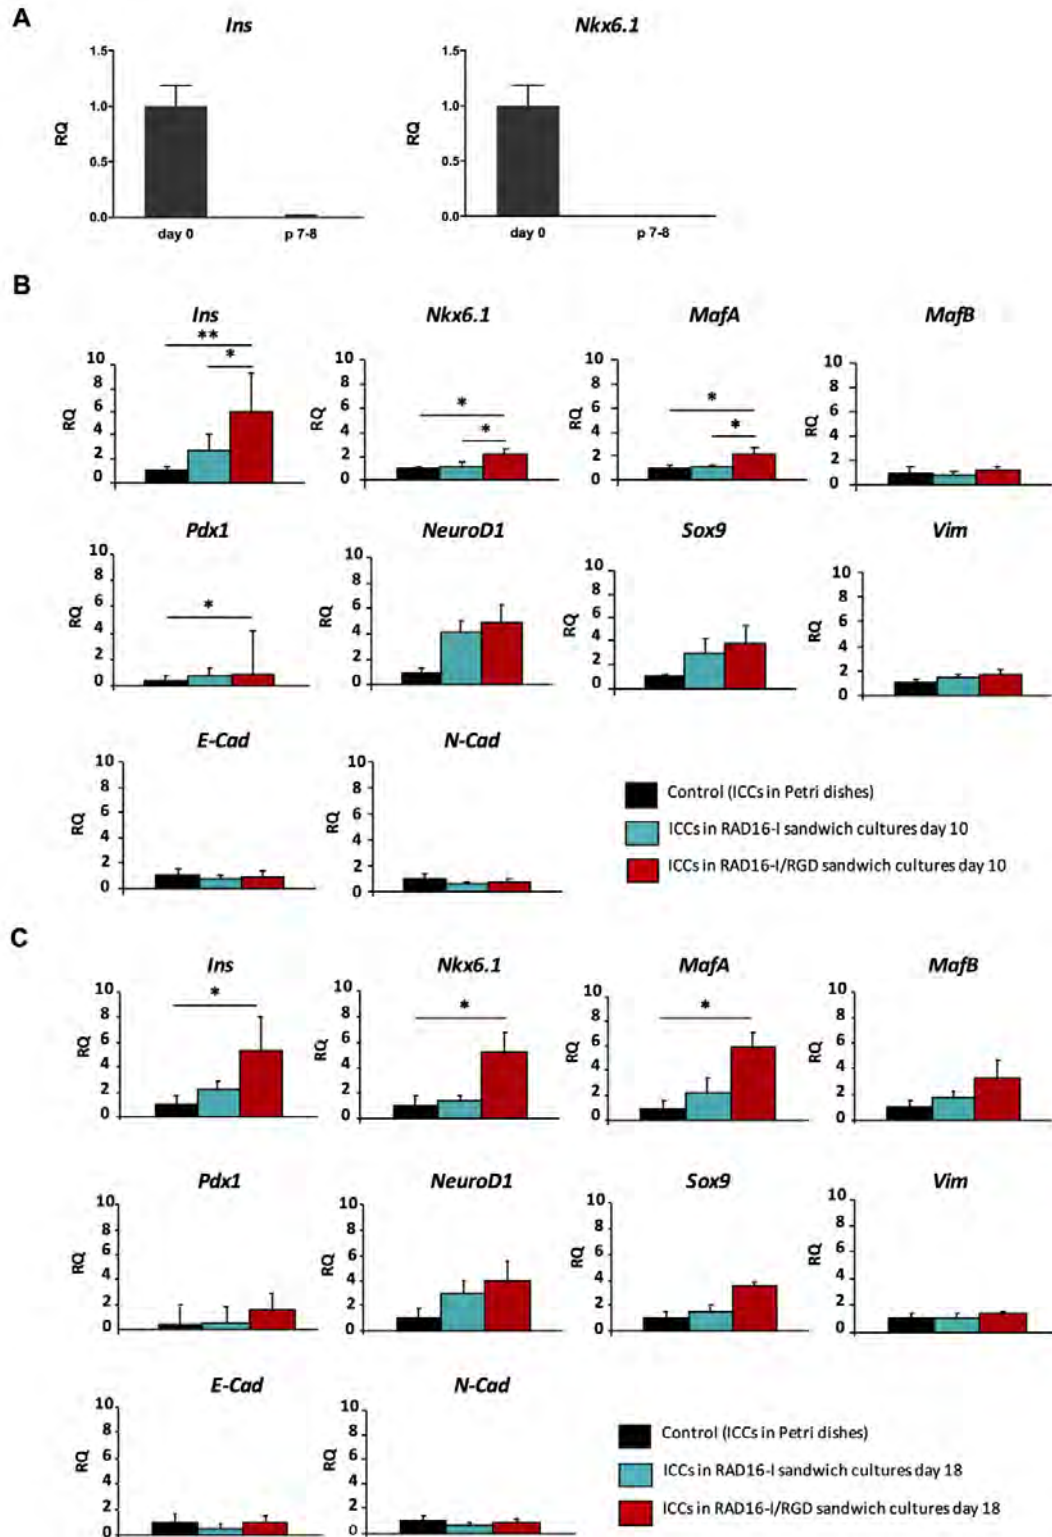 A
Ins Nkx6.1
1.5 1.5
1.0 1.0
RQ RQ
0.5 0.5
0.0 0.0
day 0 p 7-8 day 0 p 7-8
B
Ins Nkx6.1 MafA MafB
** * * *
* *
10 10 10 10
8 8 8 8
RQ 6 RQ 6 RQ 6 RQ 6
4 4 4 4
2 2 2 2
0 0 0 0
Pdx1 NeuroD1 Sox9 Vim
*
10 10 10 10
8 8 8 8
RQ 6 RQ 6 RQ 6 RQ 6
4 4 4 4
2 2 2 2
0 0 0 0
E-Cad N-Cad
10 10
8 8
RQ 6 RQ 6
4 4
2 2
0 0
Control (ICCs in Petri dishes)
ICCs in RAD16-I sandwich cultures day 10
ICCs in RAD16-I/RGD sandwich cultures day 10
C
Ins Nkx6.1 MafA MafB
* * *
10 10 10 10
8 8 8 8
RQ 6 RQ 6 RQ 6 RQ 6
4 4 4 4
2 2 2 2
0 0 0 0
Pdx1 NeuroD1 Sox9 Vim
10 10 10 10
8 8 8 8
RQ 6 RQ 6 RQ 6 RQ 6
4 4 4 4
2 2 2 2
0 0 0 0
E-Cad N-Cad
10 10
8 8
RQ 6 RQ 6
4 4
2 2
0 0
Control (ICCs in Petri dishes)
ICCs in RAD16-I sandwich cultures day 18
ICCs in RAD16-I/RGD sandwich cultures day 18